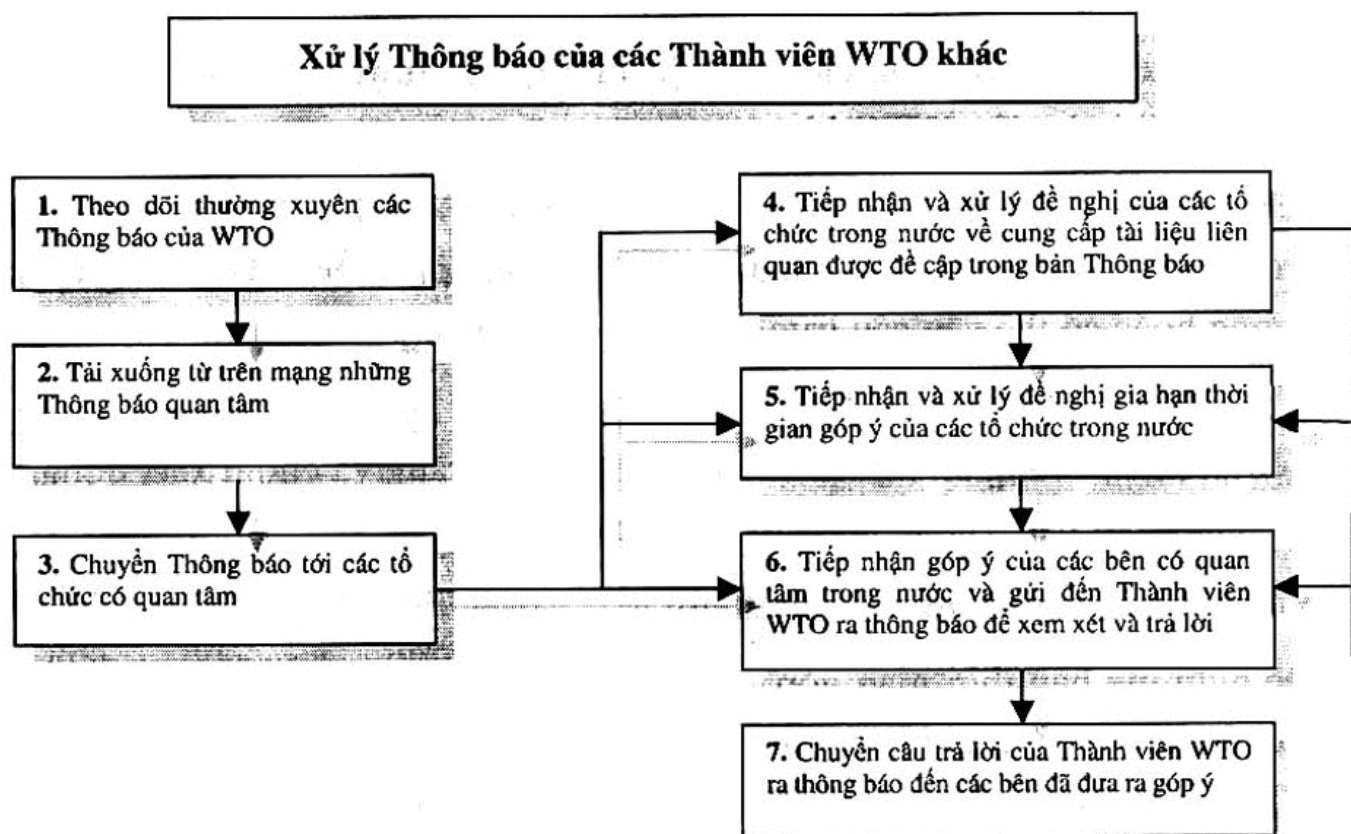 Xử lý Thông báo của các Thành viên WTO khác
1. Theo dõi thường xuyên các
Thông báo của WTO
2. Tải xuống từ trên mạng những
Thông báo quan tâm
3. Chuyển Thông báo tới các tổ
chức có quan tâm
4. Tiếp nhận và xử lý đề nghị của các tổ
chức trong nước về cung cấp tài liệu liên
quan được đề cập trong bản Thông báo
5. Tiếp nhận và xử lý đề nghị gia hạn thời
gian góp ý của các tổ chức trong nước
6. Tiếp nhận góp ý của các bên có quan
tâm trong nước và gửi đến Thành viên
WTO ra thông báo để xem xét và trả lời
7. Chuyển câu trả lời của Thành viên WTO
ra thông báo đến các bên đã đưa ra góp ý